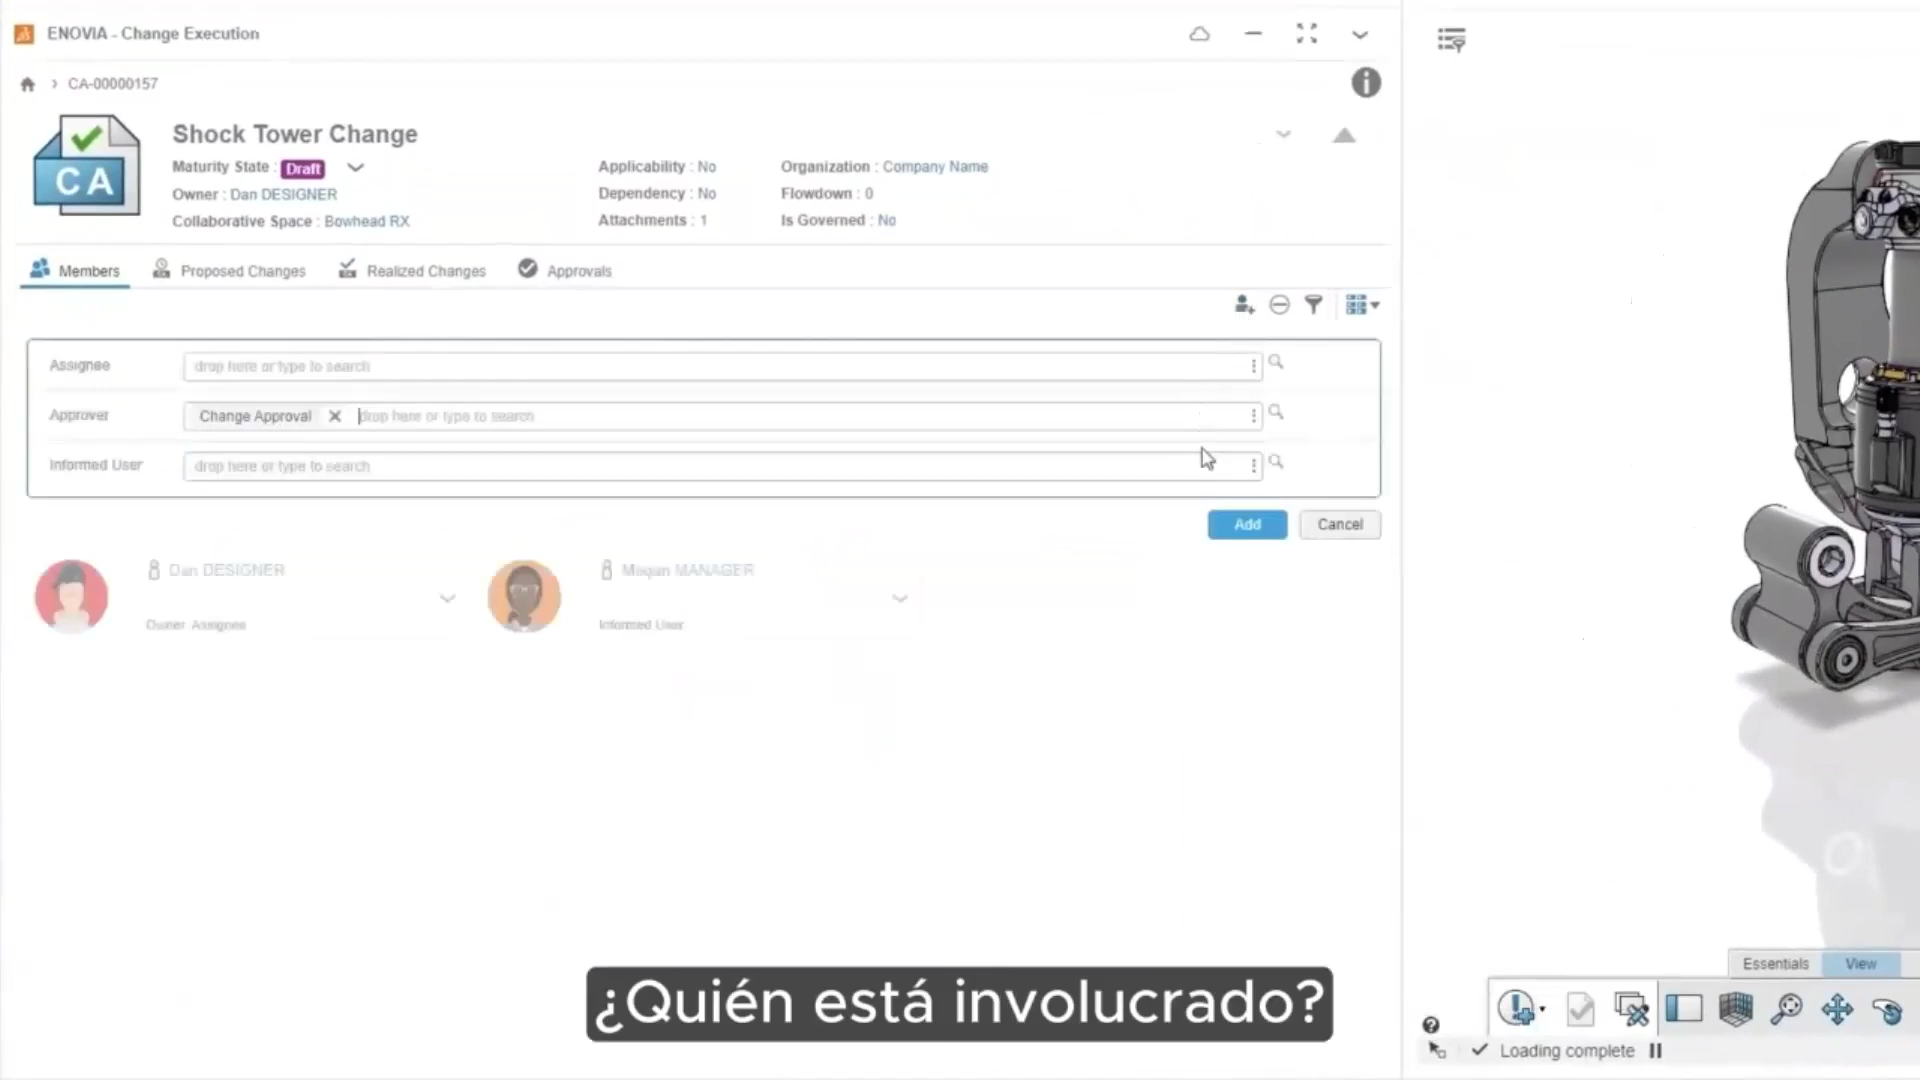 ENOVIA - Change Execution
CA-00000157
Shock Tower Change
Maturity State : Draft
Owner : Dan DESIGNER
Collaborative Space : Bowhead RX
Applicability : No
Dependency : No
Attachments : 1
Organization : Company Name
Flowdown : 0
Is Governed : No
CA
Members
Proposed Changes
Realized Changes
Approvals
Assignee
drop here or type to search
Approver
Change Approval
drop here or type to search
Informed User
drop here or type to search
Add
Cancel
Dan DESIGNER
Owner Assignee
MANAGER
Informed User
¿Quién está involucrado?
Essentials
View
Loading complete